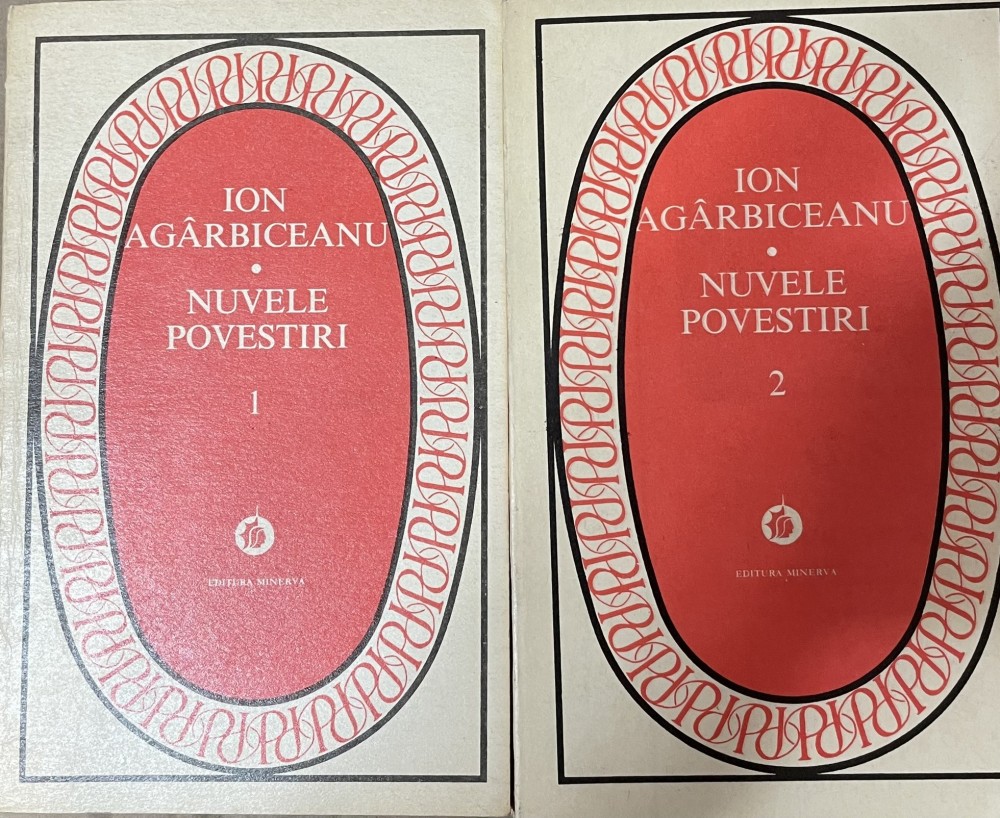 ION
AGÂRBICEANU
•
NUVELE
POVESTIRI
1
EDITURA MINERVA
ION
AGÂRBICEANU
•
NUVELE
POVESTIRI
2
EDITURA MINERVA